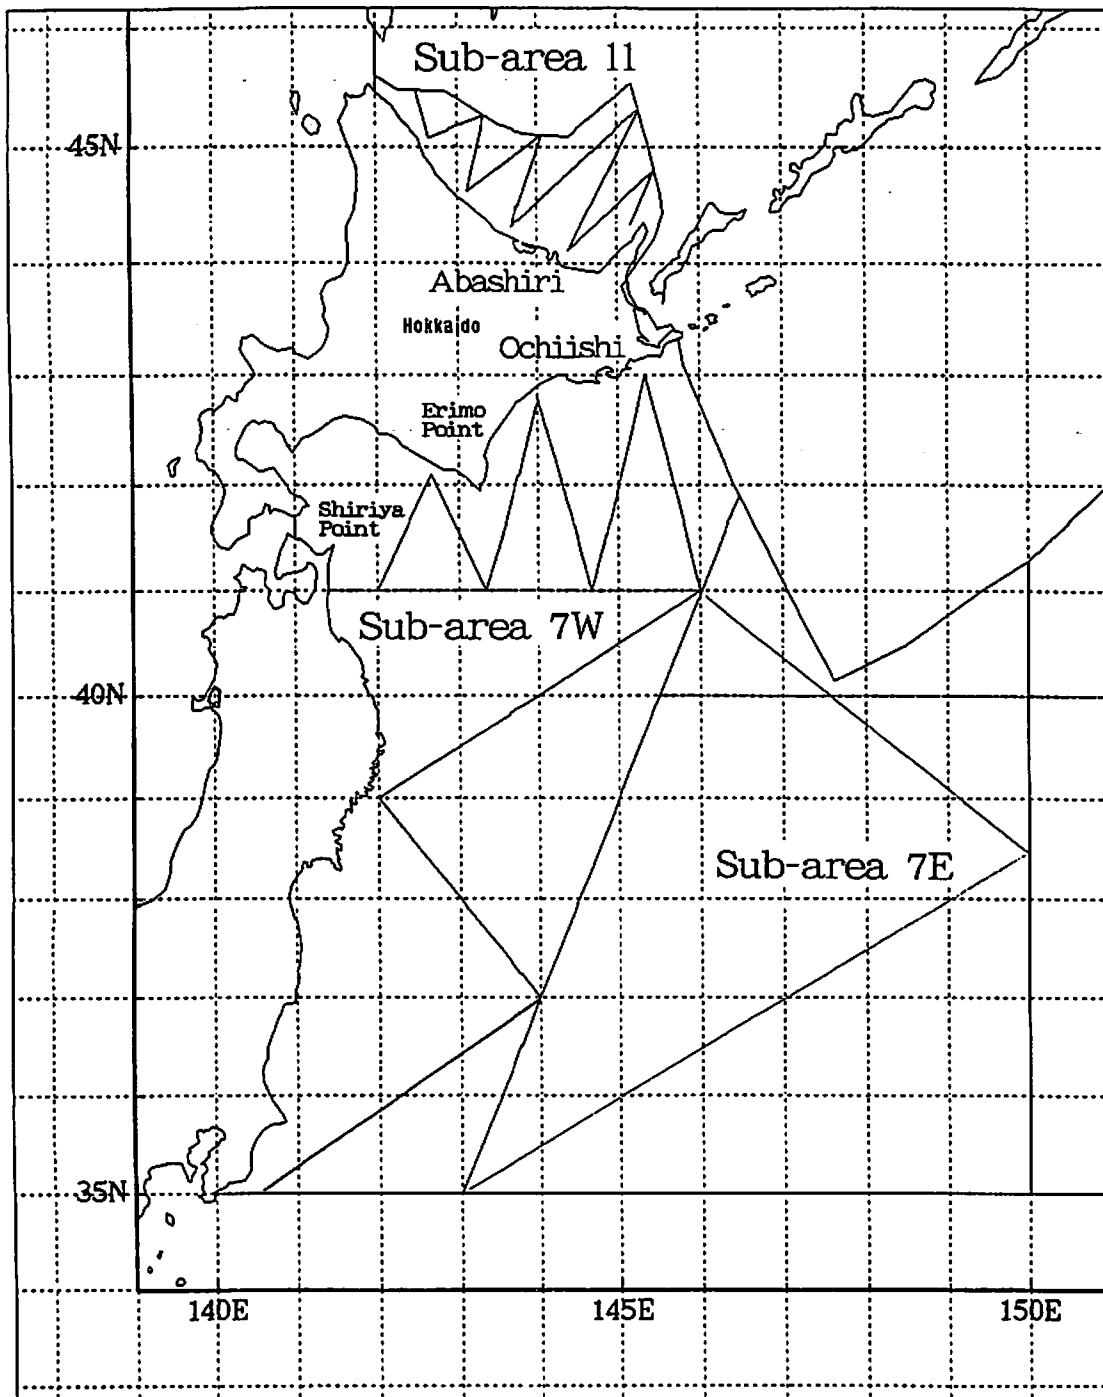 Sub-area 11
45N
Abashiri
Hokkaido
Ochiishi
Erimo
Point
Shiriya
Point
Sub-area 7W
40N
Sub-area 7E
35N
140E
145E
150E